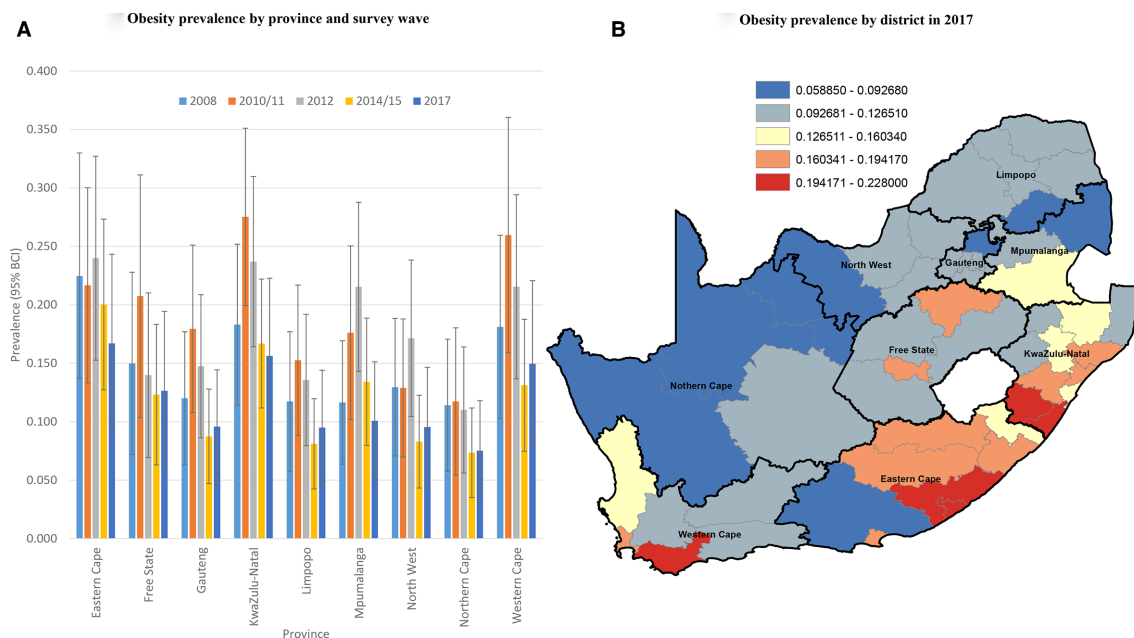 Obesity prevalence by province and survey wave
A
0.400
0.350
0.300
0.250
0.200
0.150
0.100
0.050
0.000
2008 2010/11 2012 2014/15 2017
Prevalence (95% BCI)
Eastern Cape
Free State
Gauteng
KwaZulu-Natal
Limpopo
Mpumalanga
North West
Northern Cape
Western Cape
Province
Obesity prevalence by district in 2017
B
0.058850 - 0.092680
0.092681 - 0.126510
0.126511 - 0.160340
0.160341 - 0.194170
0.194171 - 0.228000
Limpopo
Mpumalanga
Gauteng
North West
Free State
KwaZulu-Natal
Nothern Cape
Eastern Cape
Western Cape